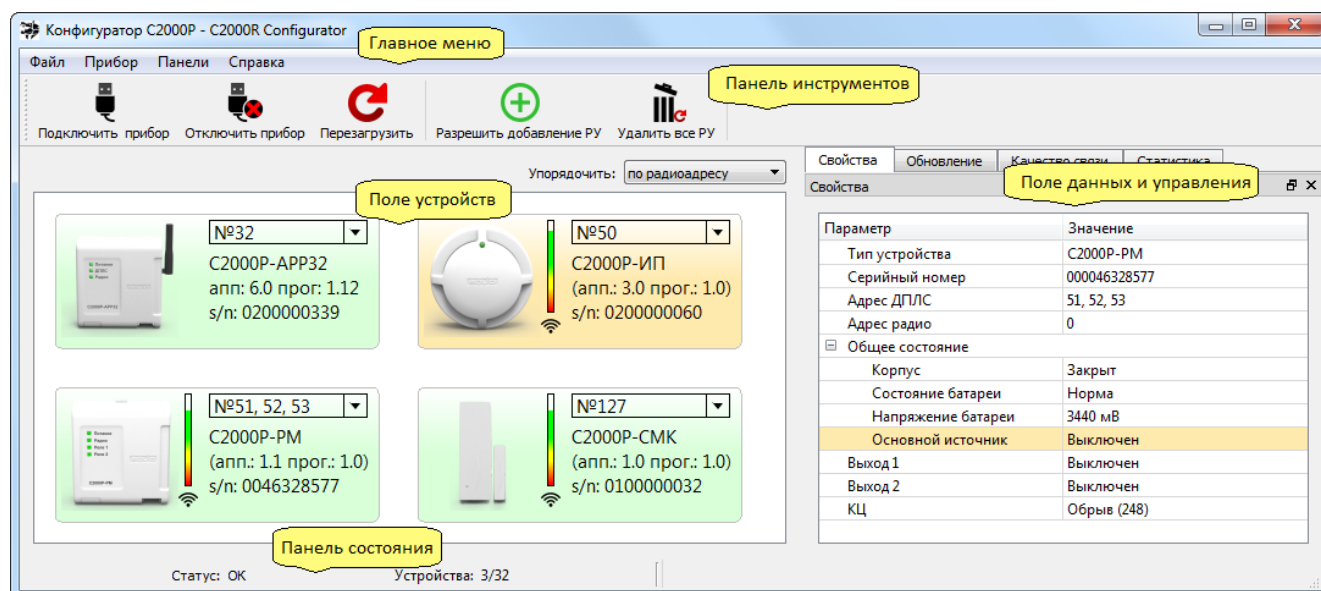 Конфигуратор С2000Р - C2000R Configurator
Главное меню
Файл Прибор Панели Справка
Панель инструментов
Подключить прибор Отключить прибор Перезагрузить Разрешить добавление РУ Удалить все РУ
Упорядочить: по радиоадресу
Свойства Обновление Качество связи Статистика
Поле данных и управления
Свойства
Поле устройств
№32
С2000Р-АРР32
апп: 6.0 прог: 1.12
s/n: 0200000339
№50
С2000Р-ИП
(апп.: 3.0 прог.: 1.0)
s/n: 0200000060
№51, 52, 53
С2000Р-РМ
(апп.: 1.1 прог.: 1.0)
s/n: 0046328577
№127
С2000Р-СМК
(апп.: 1.0 прог.: 1.0)
s/n: 0100000032
Параметр Значение
Тип устройства С2000Р-РМ
Серийный номер 000046328577
Адрес ДПЛС 51, 52, 53
Адрес радио 0
Общее состояние
Корпус Закрыт
Состояние батареи Норма
Напряжение батареи 3440 мВ
Основной источник Выключен
Выход 1 Выключен
Выход 2 Выключен
КЦ Обрыв (248)
Панель состояния
Статус: ОК Устройства: 3/32